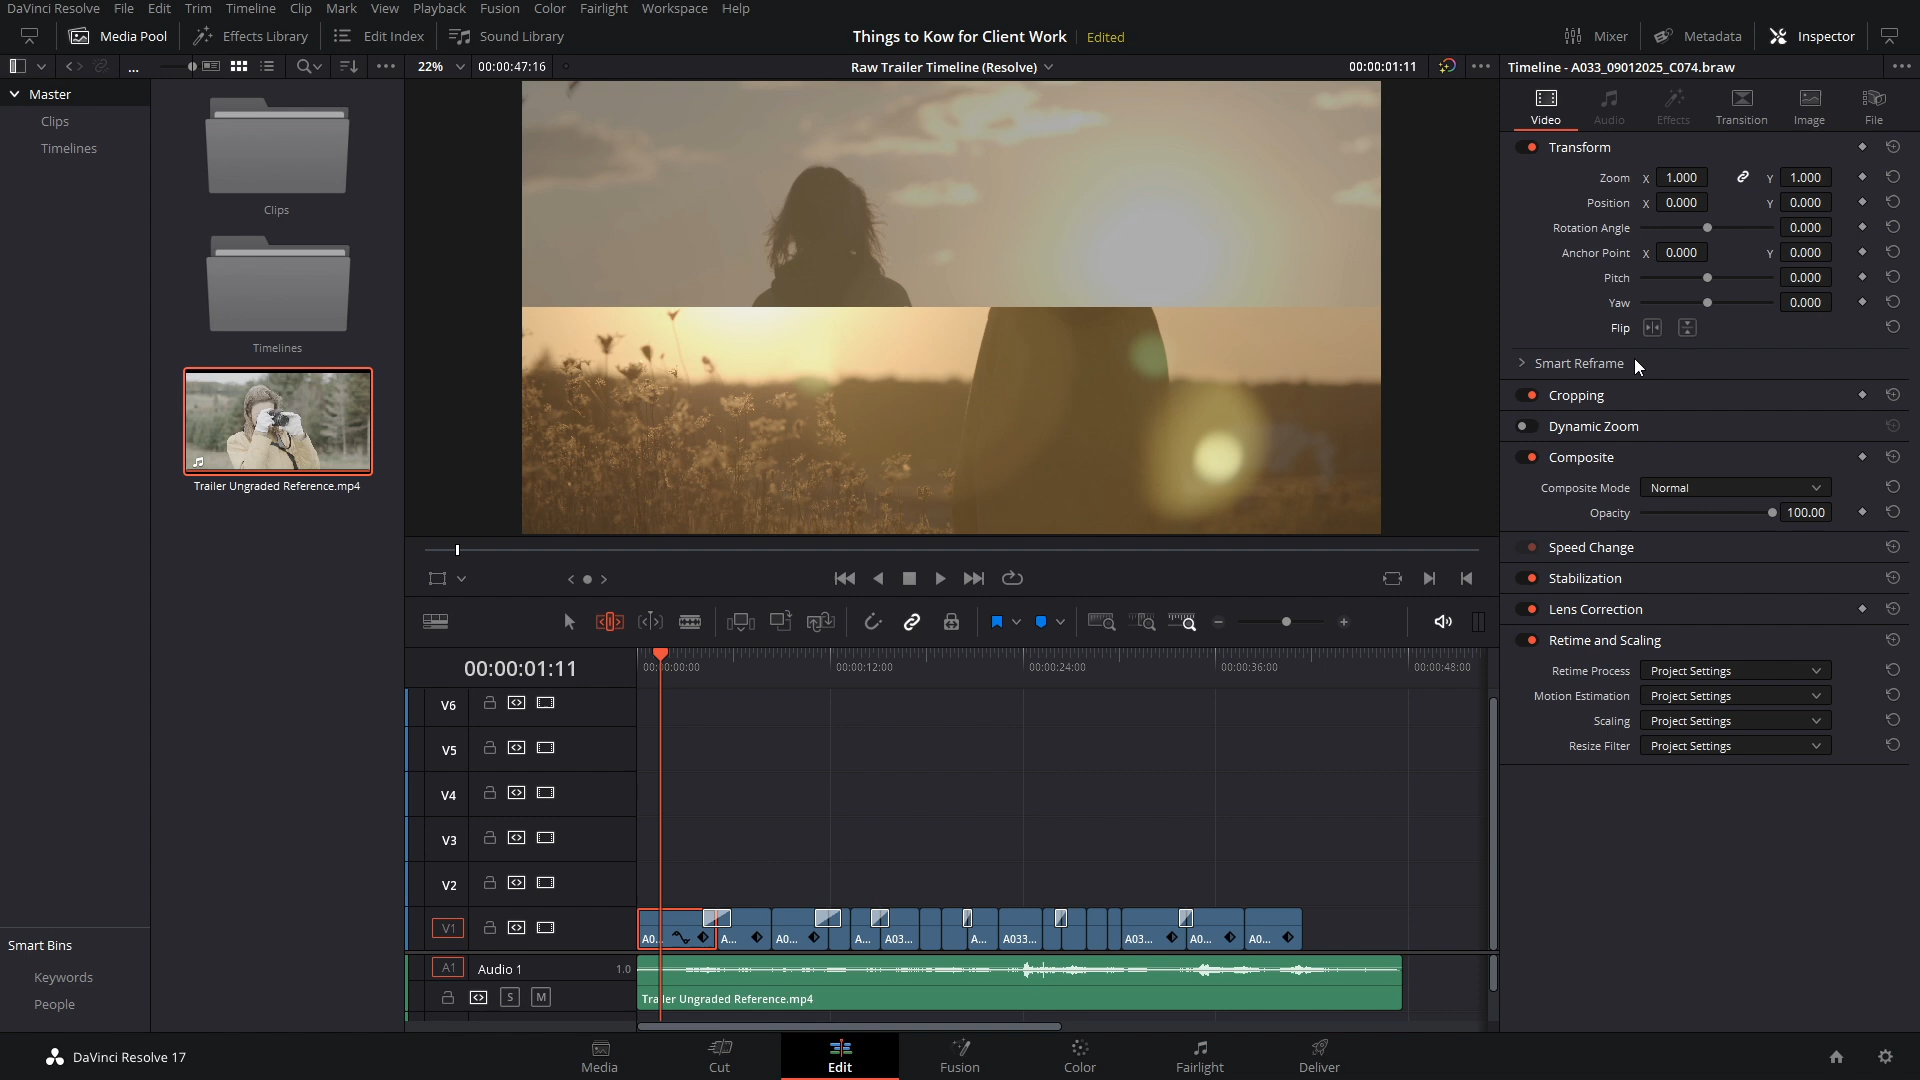 DaVinci Resolve File Edit Trim Timeline Clip Mark View Playback Fusion Color Fairlight Workspace Help
Media Pool Effects Library Edit Index Sound Library Things to Kow for Client Work Edited Mixer Metadata Inspector
... 22% 00:00:47:16 Raw Trailer Timeline (Resolve) 00:00:01:11 Timeline - A033_09012025_C074.braw
Master
Clips
Timelines
Clips
Timelines
Trailer Ungraded Reference.mp4
Smart Bins
Keywords
People
Video Audio Effects Transition Image File
Transform
Zoom X 1.000 Y 1.000
Position X 0.000 Y 0.000
Rotation Angle 0.000
Anchor Point X 0.000 Y 0.000
Pitch 0.000
Yaw 0.000
Flip
Smart Reframe
Cropping
Dynamic Zoom
Composite
Composite Mode Normal
Opacity 100.00
Speed Change
Stabilization
Lens Correction
Retime and Scaling
Retime Process Project Settings
Motion Estimation Project Settings
Scaling Project Settings
Resize Filter Project Settings
00:00:01:11 00:00:00:00 00:00:12:00 00:00:24:00 00:00:36:00 00:00:48:00
V6
V5
V4
V3
V2
V1 A0... A... A0... A... A03... A... A033... A03... A0... A0...
A1 Audio 1 1.0
S M Trailer Ungraded Reference.mp4
DaVinci Resolve 17 Media Cut Edit Fusion Color Fairlight Deliver